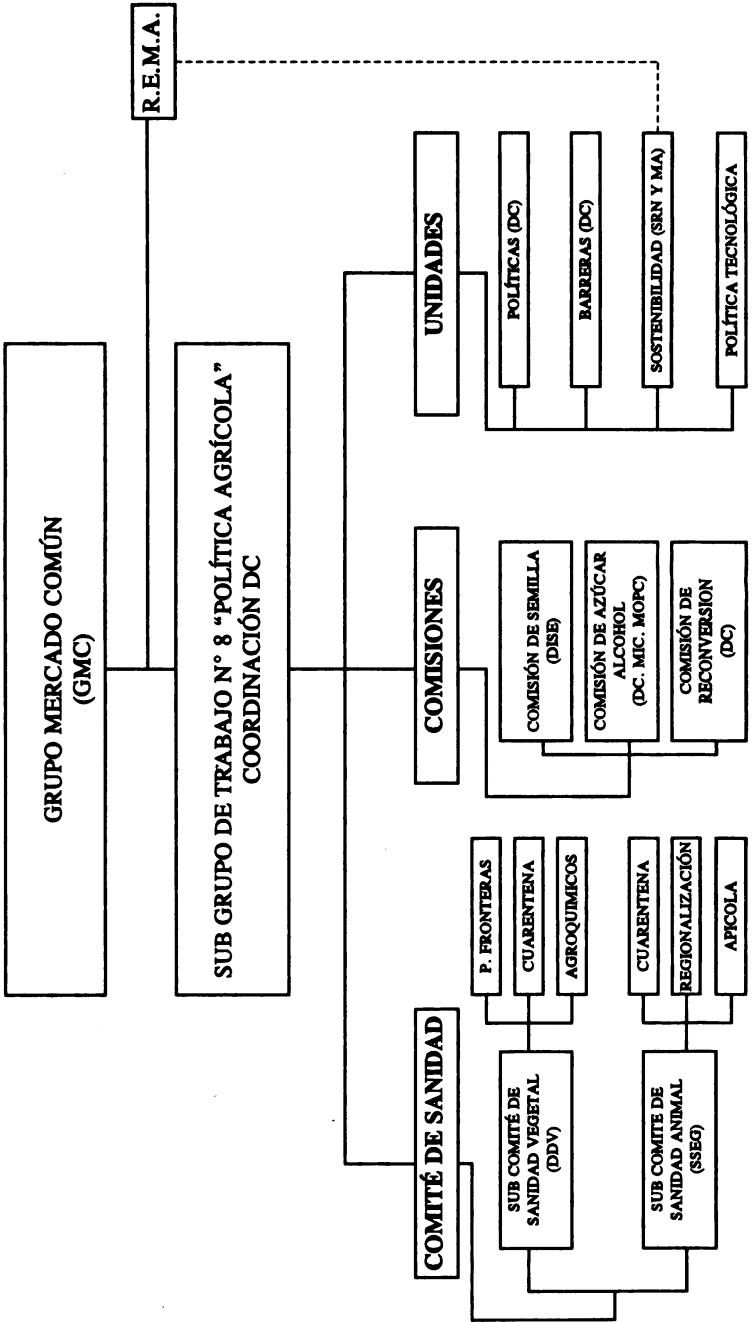 GRUPO MERCADO COMÚN
(GMC)
R.E.M.A.
SUB GRUPO DE TRABAJO N° 8 “POLÍTICA AGRÍCOLA”
COORDINACIÓN DC
COMITÉ DE SANIDAD
SUB COMITÉ DE
SANIDAD VEGETAL
(DDV)
P. FRONTERAS
CUARENTENA
AGROQUIMICOS
SUB COMITE DE
SANIDAD ANIMAL
(SSEG)
CUARENTENA
REGIONALIZACIÓN
APICOLA
COMISIONES
COMISIÓN DE SEMILLA
(DISE)
COMISIÓN DE AZÚCAR
ALCOHOL
(DC. MIC. MOPC)
COMISIÓN DE
RECONVERSION
(DC)
UNIDADES
POLÍTICAS (DC)
BARRERAS (DC)
SOSTENIBILIDAD (SRN Y MA)
POLÍTICA TECNOLÓGICA